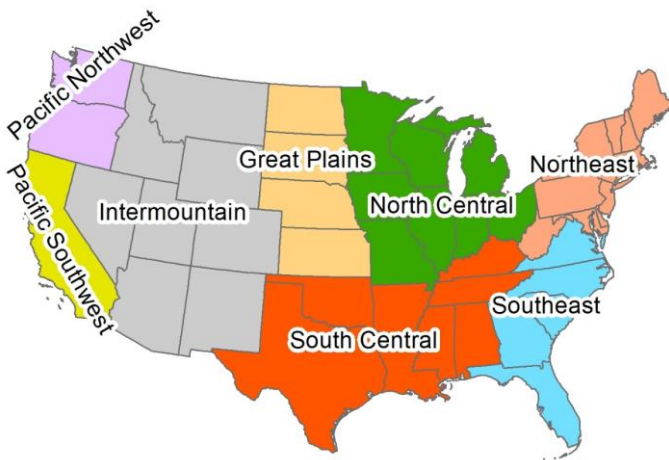 Pacific Northwest
Great Plains
Northeast
North Central
Intermountain
Pacific Southwest
Southeast
South Central